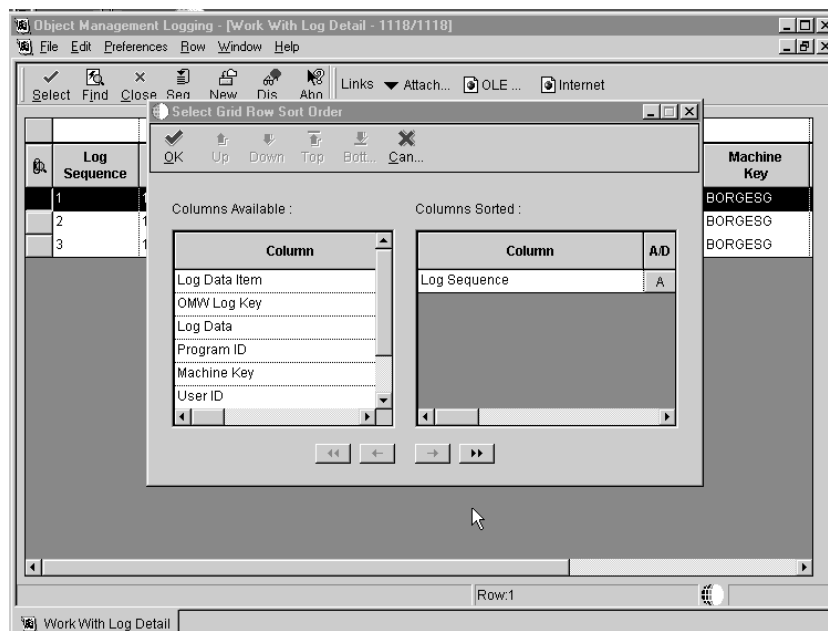 Object Management Logging - [Work With Log Detail - 1118/1118]
File Edit Preferences Row Window Help
Select Find Close Seq New Dis Abo Links Attach... OLE ... Internet
Select Grid Row Sort Order
OK Up Down Top Bott... Can...
Log Sequence
Machine Key
Columns Available :
Columns Sorted :
Column
Column A/D
Log Data Item
OMW Log Key
Log Data
Program ID
Machine Key
User ID
Log Sequence A
1 1 BORGESG
2 1 BORGESG
3 1 BORGESG
Row:1
Work With Log Detail